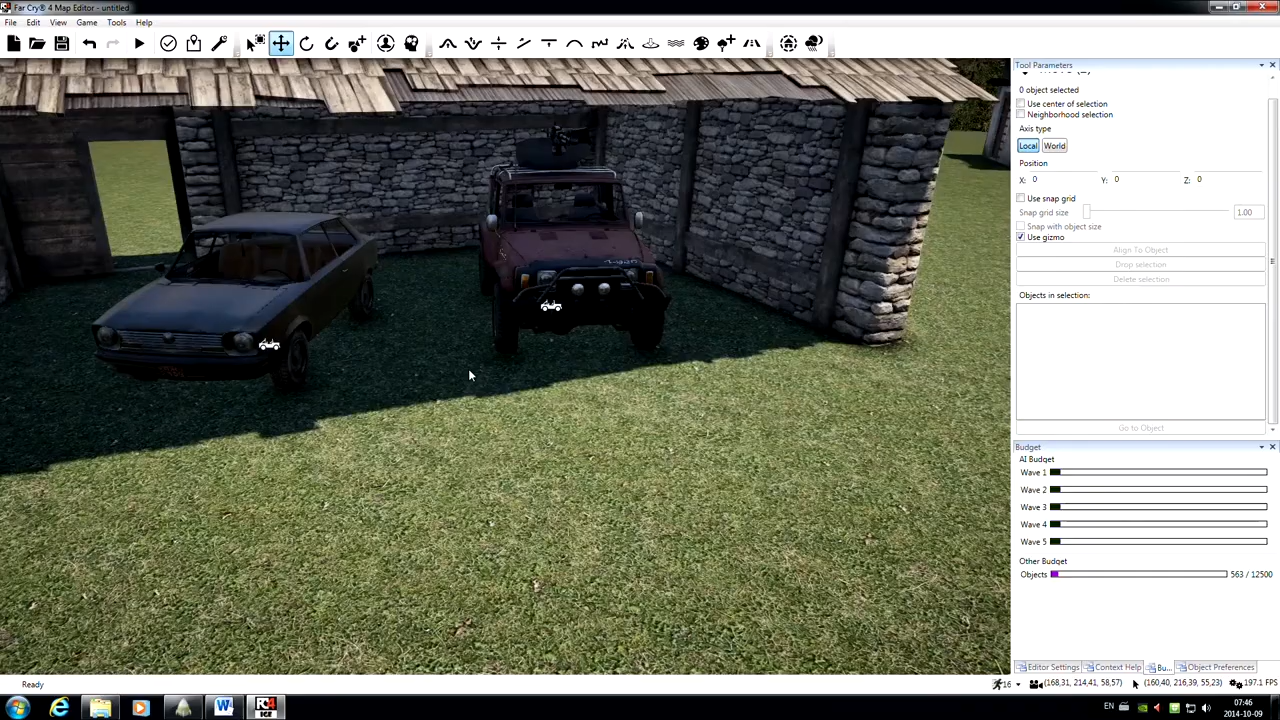 Far Cry® 4 Map Editor - untitled
File Edit View Game Tools Help
Tool Parameters
0 object selected
Use center of selection
Neighborhood selection
Axis type
Local World
Position
X: 0 Y: 0 Z: 0
Use snap grid
Snap grid size 1.00
Snap with object size
Use gizmo
Align To Object
Drop selection
Delete selection
Objects in selection:
Go to Object
Budget
AI Budget
Wave 1
Wave 2
Wave 3
Wave 4
Wave 5
Other Budget
Objects 563 / 12500
Editor Settings Context Help Bu... Object Preferences
Ready
16 (168,31, 214,41, 58,57) (160,40, 216,39, 55,23) 197.1 FPS
EN 07:46
2014-10-09